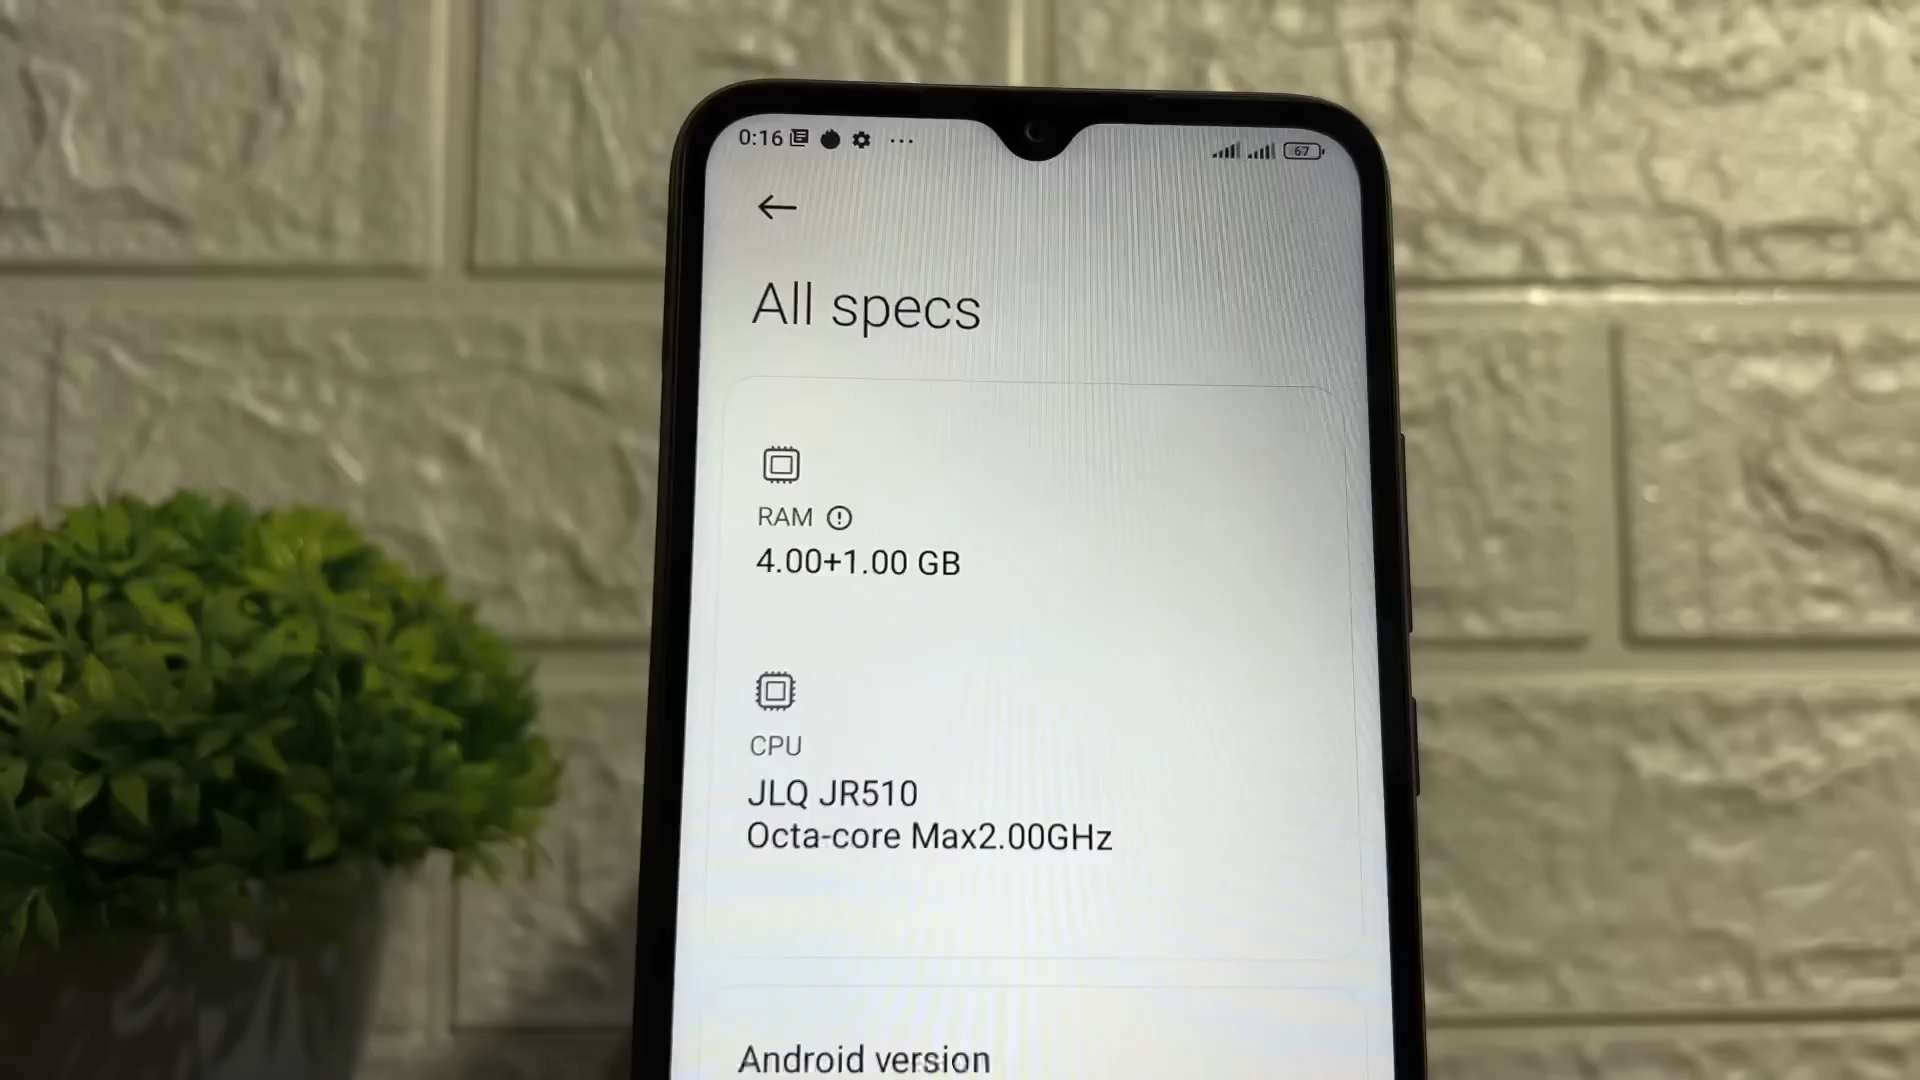 0:16
67
All specs
RAM
4.00+1.00 GB
CPU
JLQ JR510
Octa-core Max2.00GHz
Android version